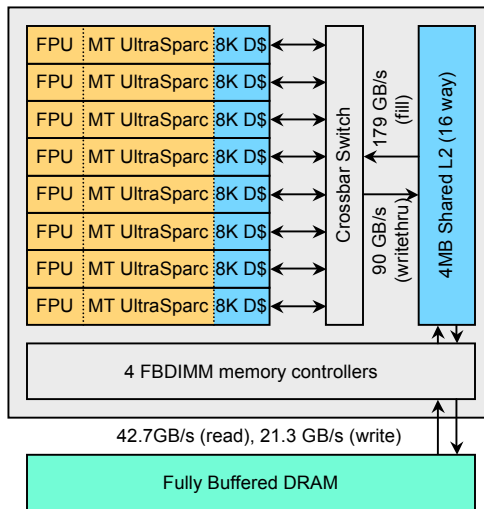 FPU MT UltraSparc 8K D$
FPU MT UltraSparc 8K D$
FPU MT UltraSparc 8K D$
FPU MT UltraSparc 8K D$
FPU MT UltraSparc 8K D$
FPU MT UltraSparc 8K D$
FPU MT UltraSparc 8K D$
FPU MT UltraSparc 8K D$
Crossbar Switch
179 GB/s
(fill)
90 GB/s
(writethru)
4MB Shared L2 (16 way)
4 FBDIMM memory controllers
42.7GB/s (read), 21.3 GB/s (write)
Fully Buffered DRAM